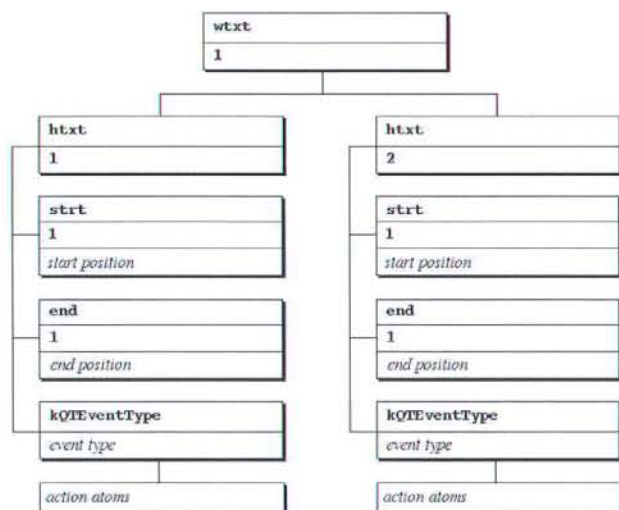 wtxt
1
htxt
1
strt
1
start position
end
1
end position
kQTEventType
event type
action atoms
htxt
2
strt
1
start position
end
1
end position
kQTEventType
event type
action atoms